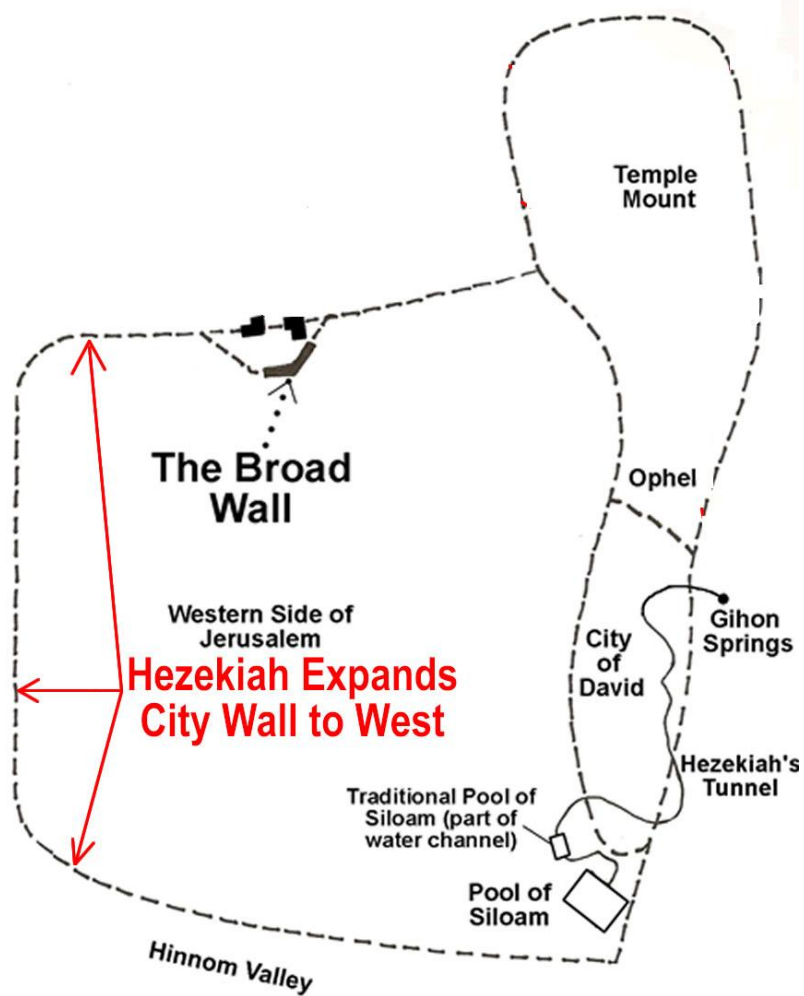 Temple
Mount
The Broad
Wall
Ophel
Western Side of
Jerusalem
Hezekiah Expands
City Wall to West
Gihon
Springs
City
of
David
Hezekiah's
Tunnel
Traditional Pool of
Siloam (part of
water channel)
Pool of
Siloam
Hinnom Valley